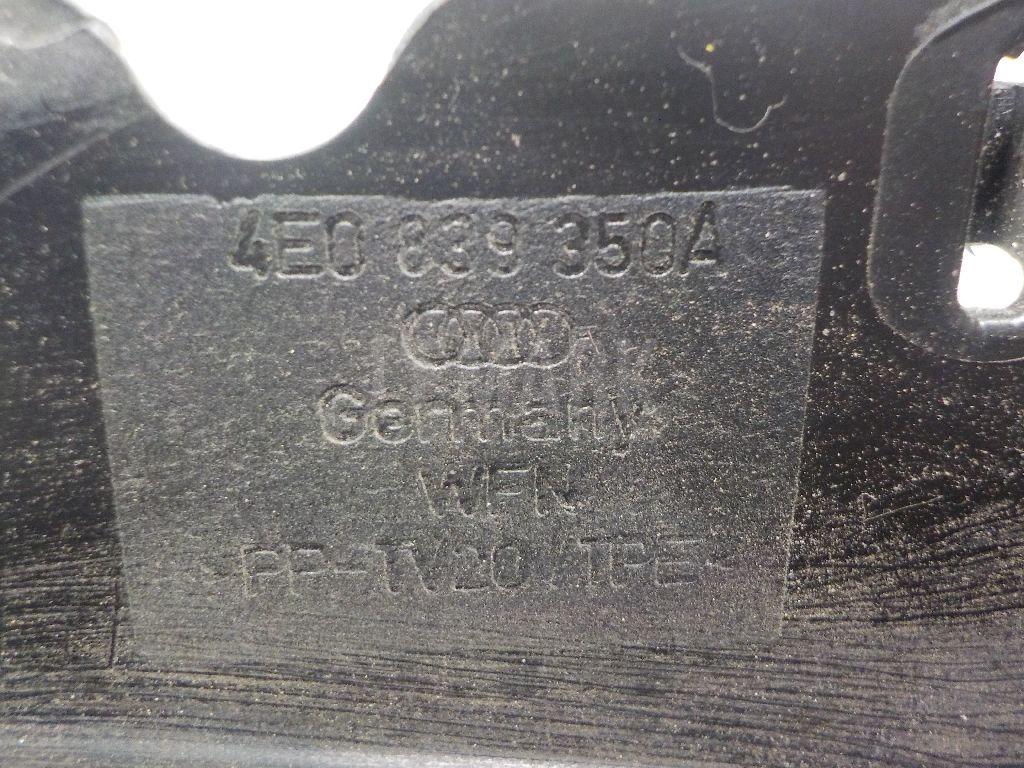 4E0 839 350A
Germany
WFN
>PP-TV20/TPE<